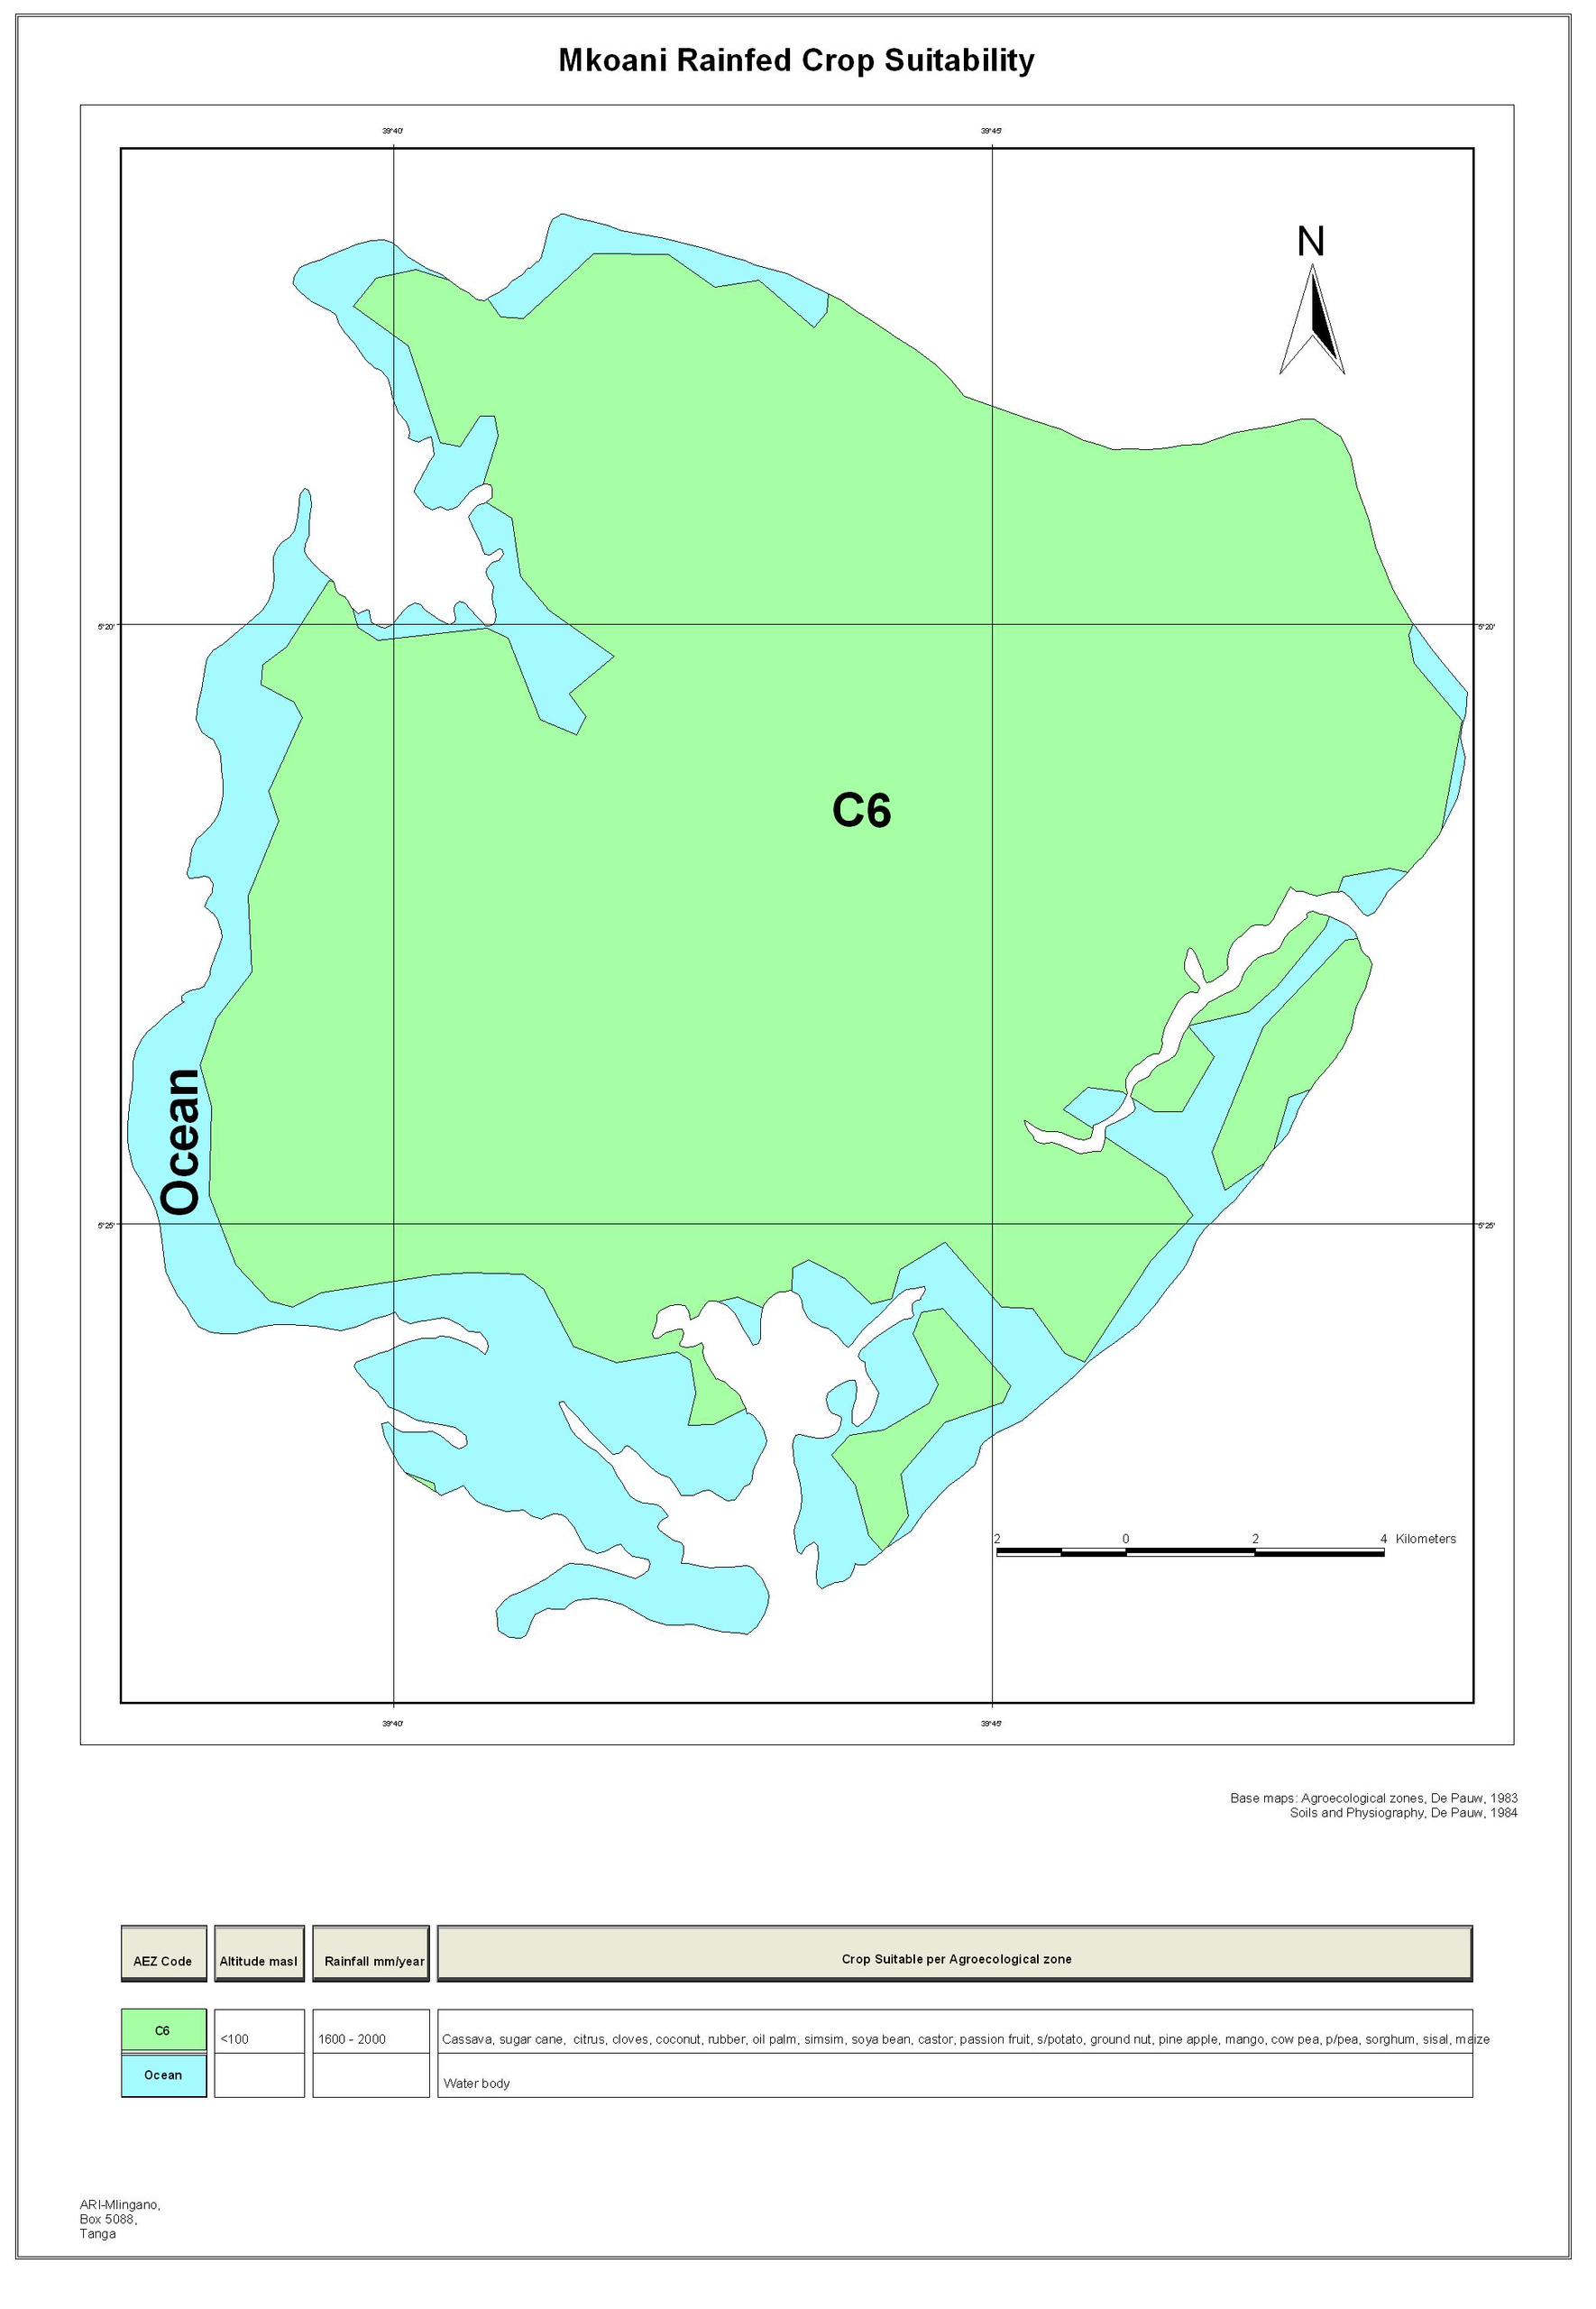 Mkoani Rainfed Crop Suitability
39°40' 39°45'
N
5°20' 5°20'
C6
Ocean
5°25' 5°25'
2 0 2 4 Kilometers
39°40' 39°45'
Base maps: Agroecological zones, De Pauw, 1983
Soils and Physiography, De Pauw, 1984
AEZ Code Altitude masl Rainfall mm/year Crop Suitable per Agroecological zone
C6 <100 1600 - 2000 Cassava, sugar cane, citrus, cloves, coconut, rubber, oil palm, simsim, soya bean, castor, passion fruit, s/potato, ground nut, pine apple, mango, cow pea, p/pea, sorghum, sisal, maize
Ocean Water body
ARI-Mlingano,
Box 5088,
Tanga